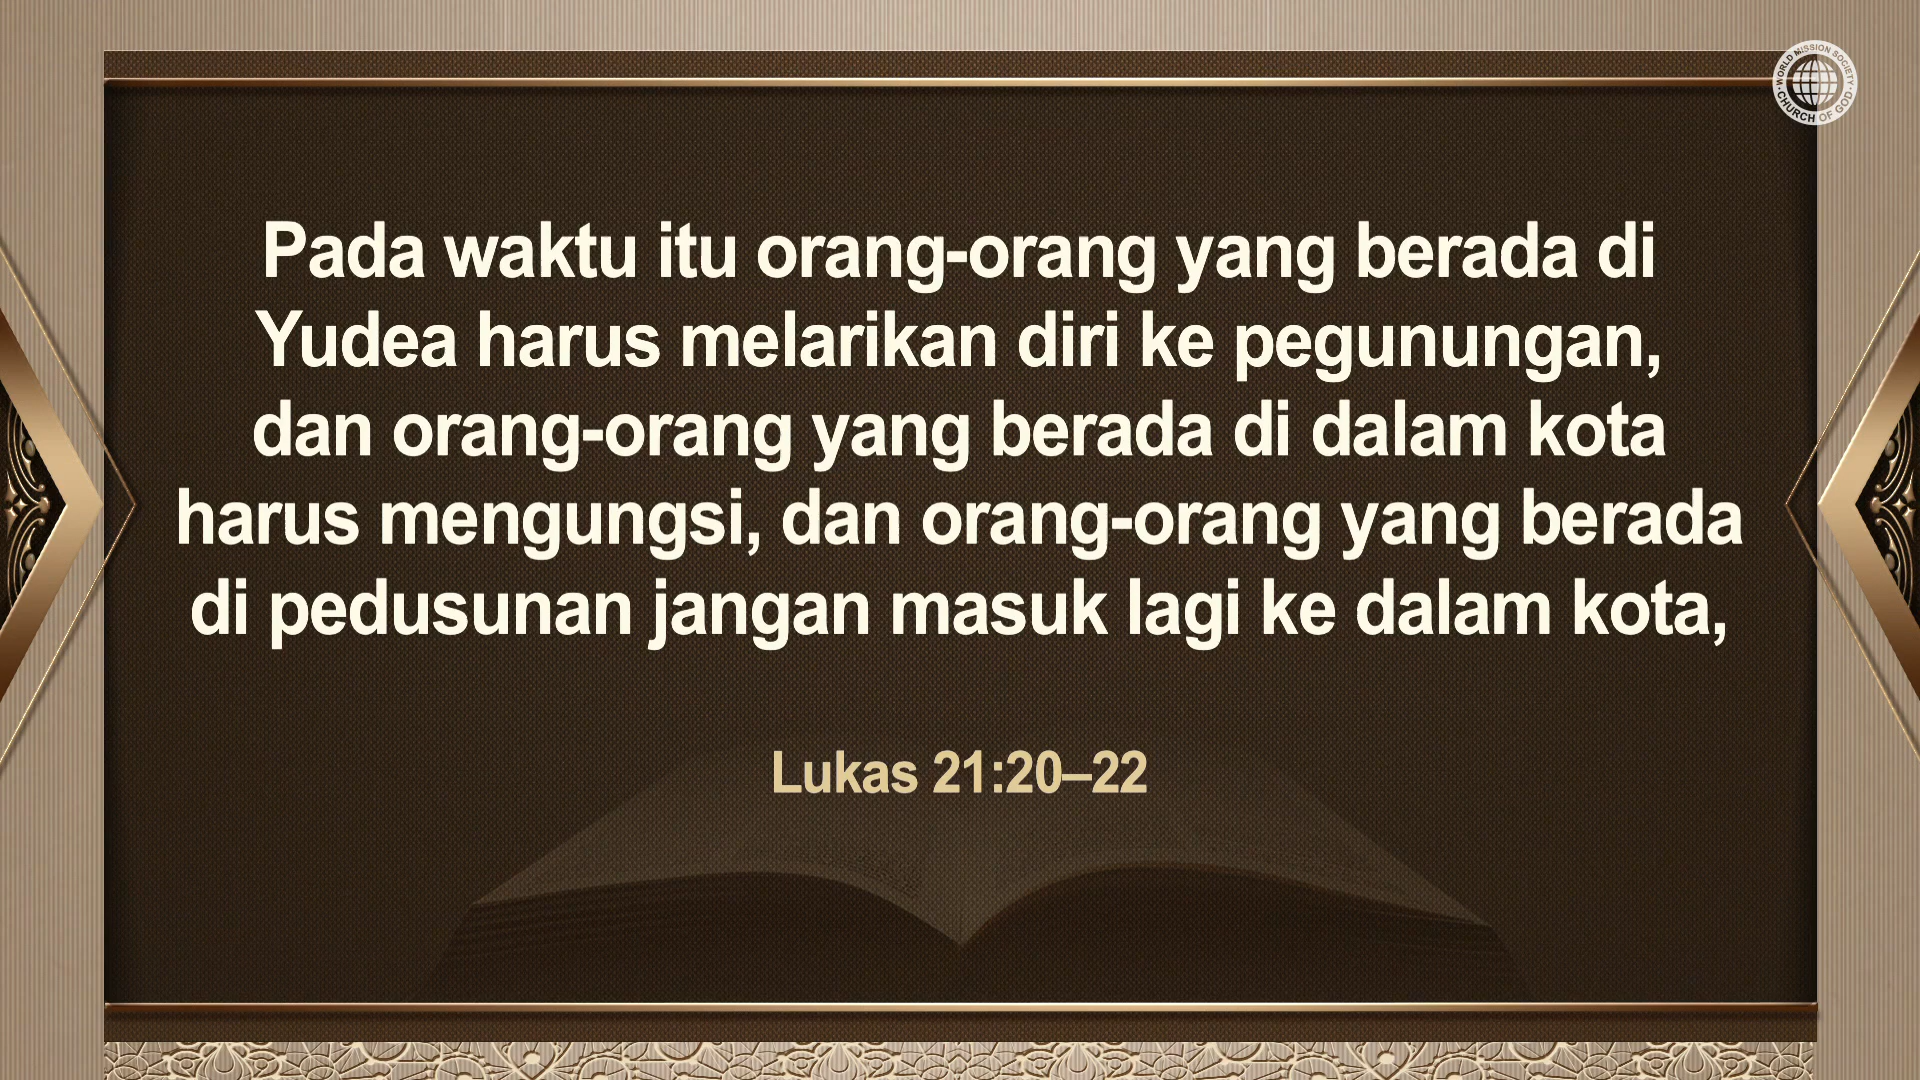 WORLD MISSION SOCIETY
CHURCH OF GOD
Pada waktu itu orang-orang yang berada di
Yudea harus melarikan diri ke pegunungan,
dan orang-orang yang berada di dalam kota
harus mengungsi, dan orang-orang yang berada
di pedusunan jangan masuk lagi ke dalam kota,
Lukas 21:20–22